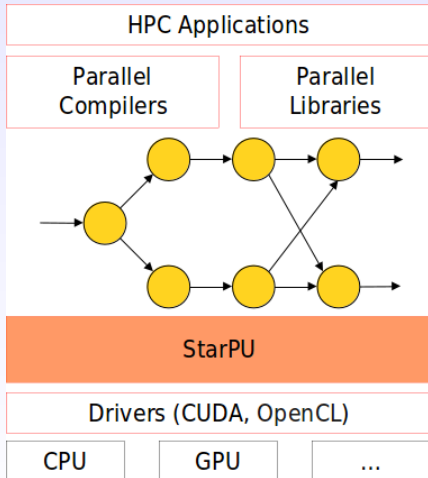 HPC Applications
Parallel
Compilers
Parallel
Libraries
StarPU
Drivers (CUDA, OpenCL)
CPU
GPU
...